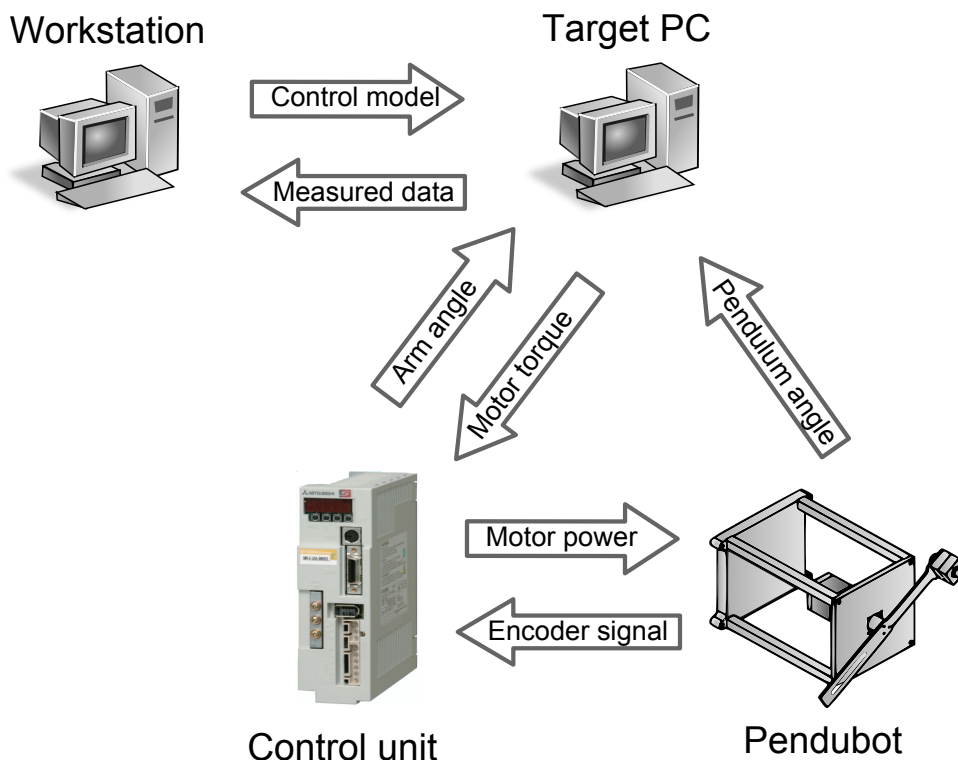 Workstation
Target PC
Control model
Measured data
Arm angle
Motor torque
Pendulum angle
MITSUBISHI
Motor power
Encoder signal
Control unit
Pendubot